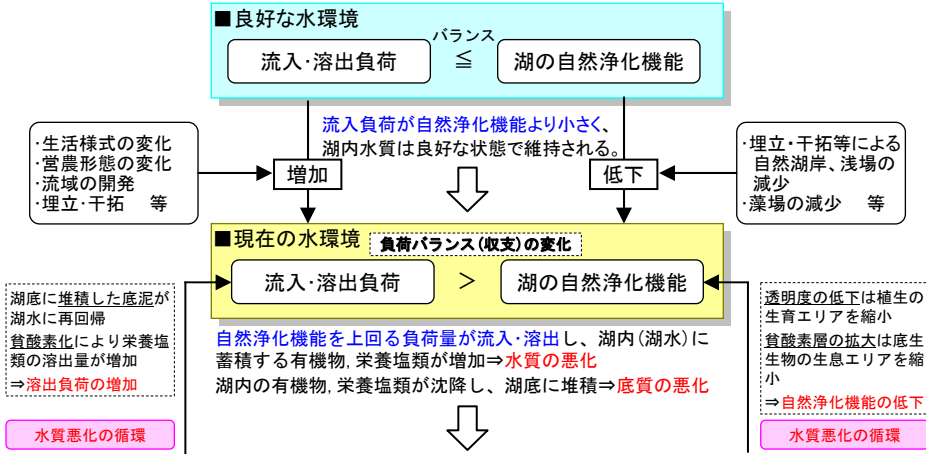 ■良好な水環境
バランス
流入・溶出負荷
≦
湖の自然浄化機能
・生活様式の変化
・営農形態の変化
・流域の開発
・埋立・干拓　等
増加
流入負荷が自然浄化機能より小さく、
湖内水質は良好な状態で維持される。
低下
・埋立・干拓等による
自然湖岸、浅場の
減少
・藻場の減少　等
■現在の水環境
負荷バランス(収支)の変化
流入・溶出負荷
＞
湖の自然浄化機能
湖底に堆積した底泥が
湖水に再回帰
貧酸素化により栄養塩
類の溶出量が増加
⇒溶出負荷の増加
水質悪化の循環
自然浄化機能を上回る負荷量が流入・溶出し、湖内(湖水)に
蓄積する有機物,栄養塩類が増加⇒水質の悪化
湖内の有機物,栄養塩類が沈降し、湖底に堆積⇒底質の悪化
透明度の低下は植生の
生育エリアを縮小
貧酸素層の拡大は底生
生物の生息エリアを縮
小
⇒自然浄化機能の低下
水質悪化の循環